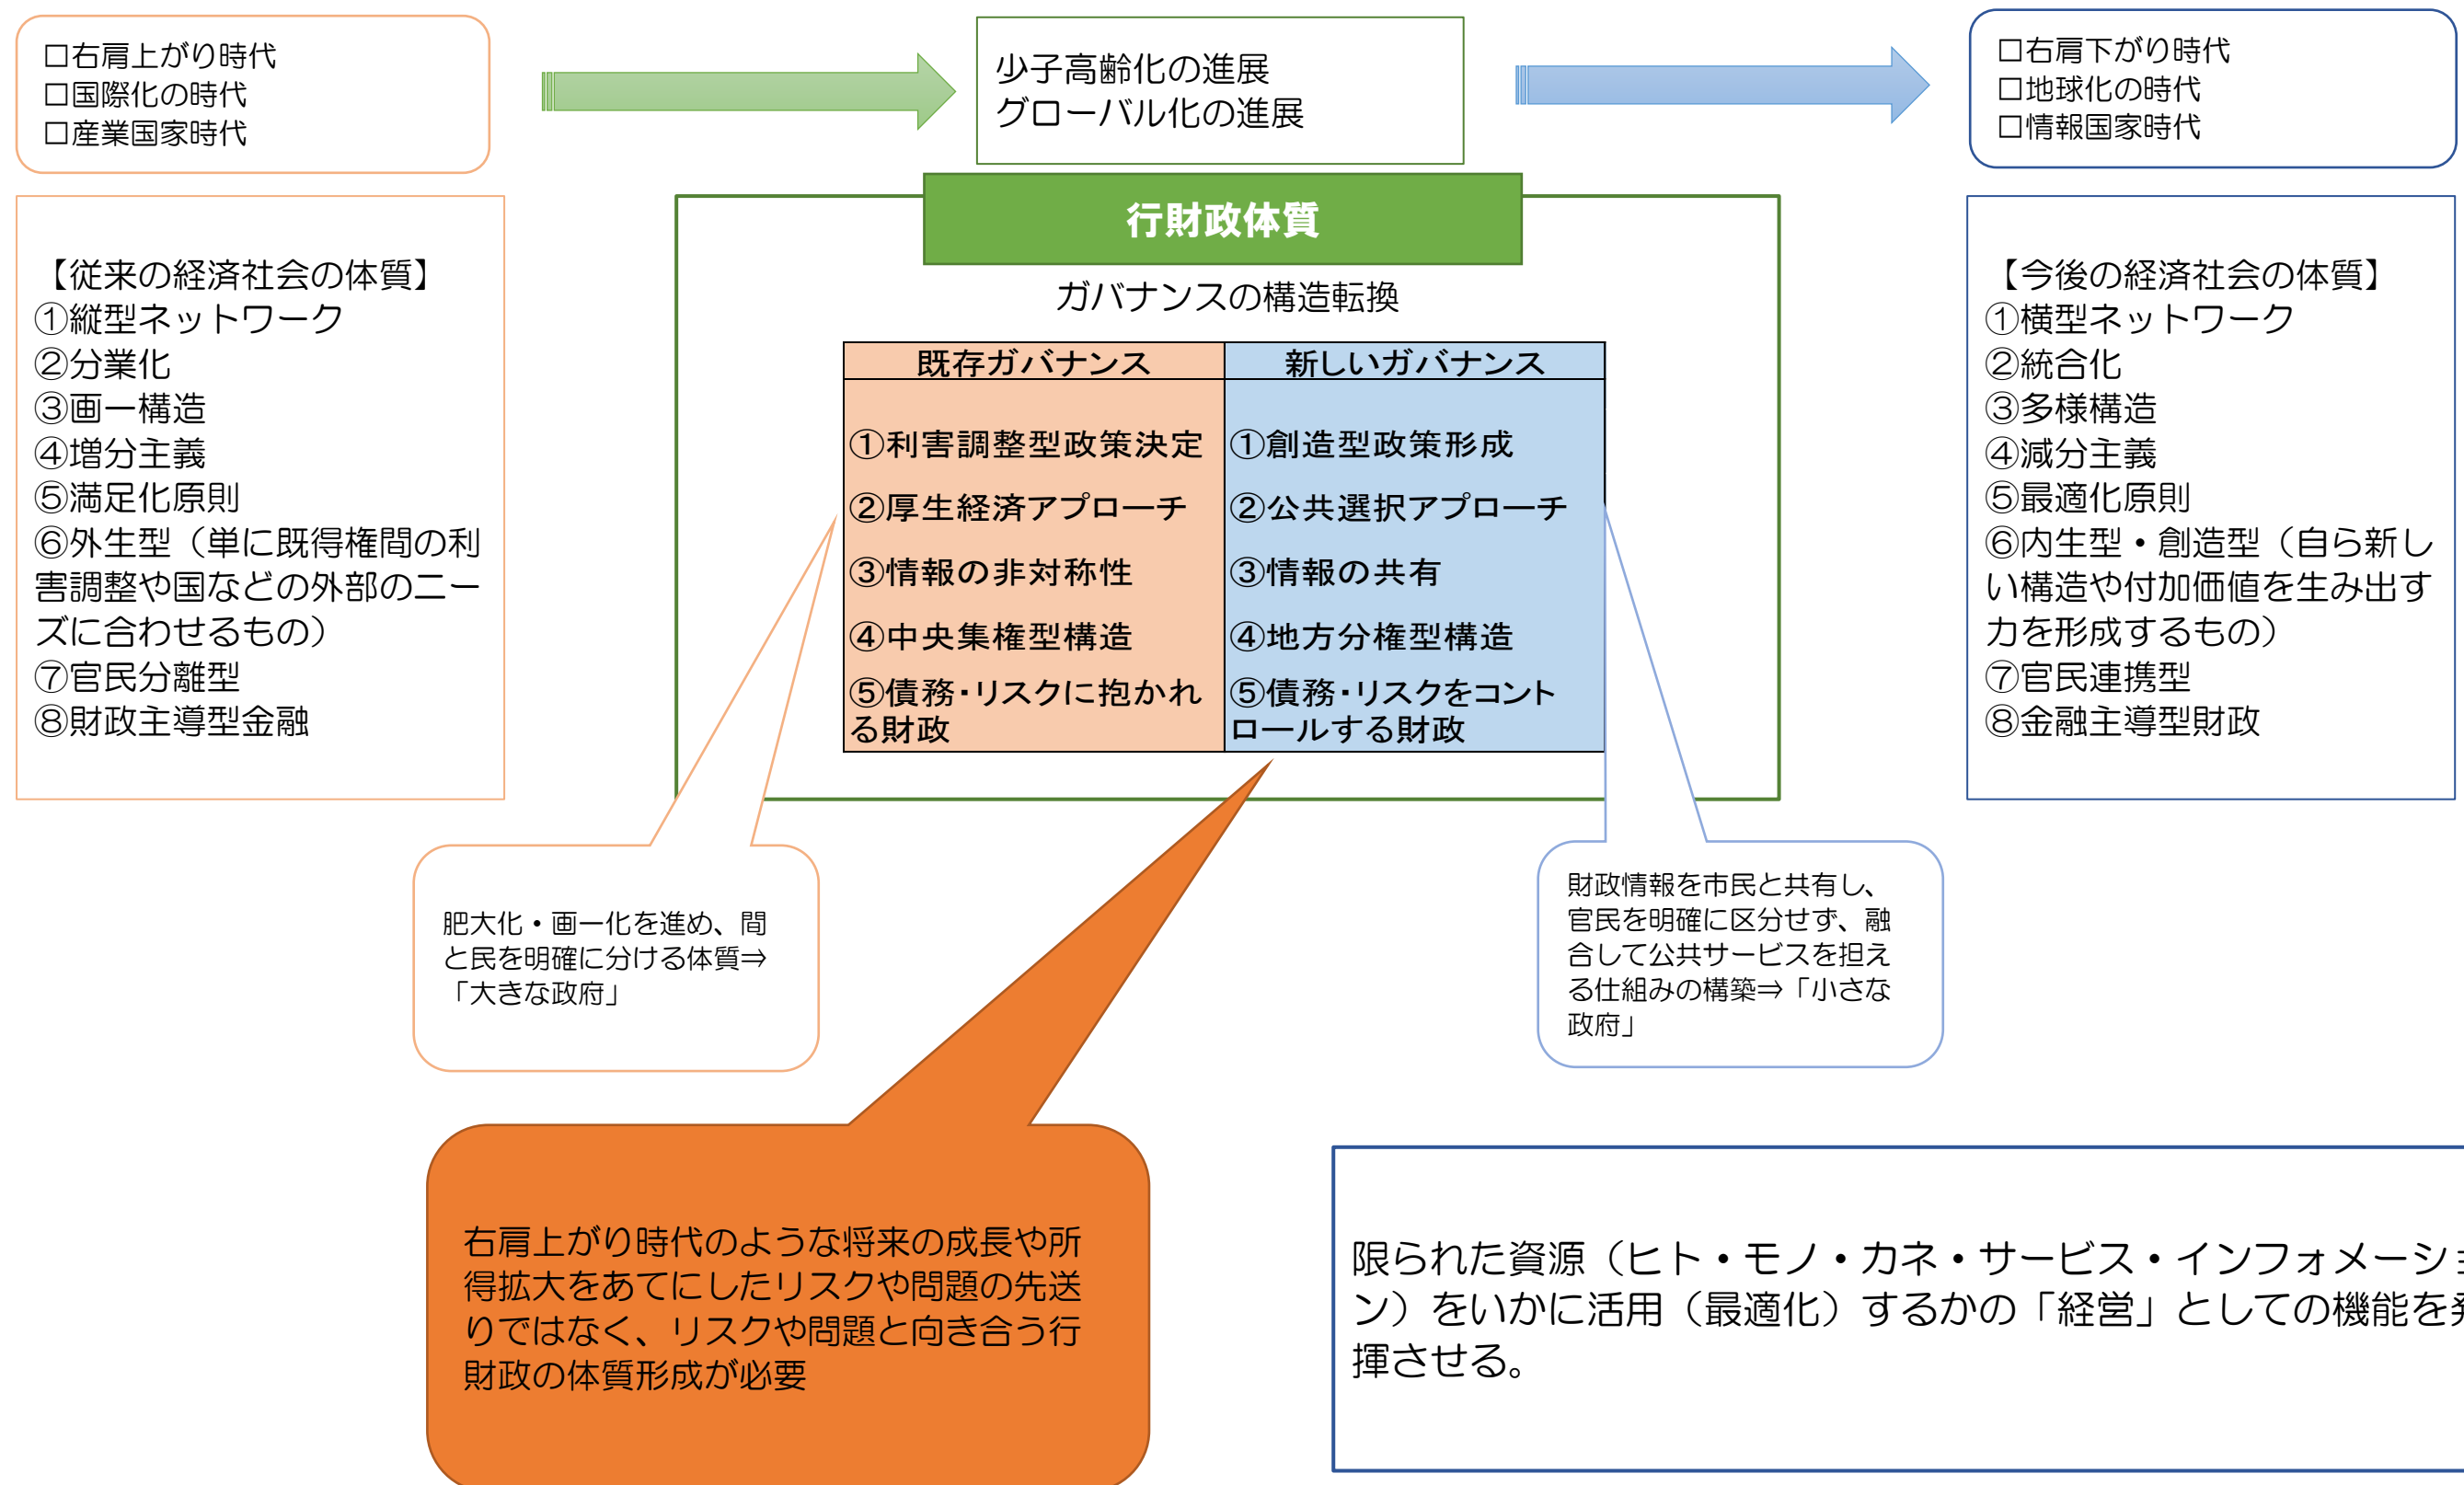 □右肩上がり時代
□国際化の時代
□産業国家時代
少子高齢化の進展
グローバル化の進展
□右肩下がり時代
□地球化の時代
□情報国家時代
【従来の経済社会の体質】
①縦型ネットワーク
②分業化
③画一構造
④増分主義
⑤満足化原則
⑥外生型（単に既得権間の利
害調整や国などの外部のニー
ズに合わせるもの）
⑦官民分離型
⑧財政主導型金融
行財政体質
ガバナンスの構造転換
既存ガバナンス
①利害調整型政策決定
②厚生経済アプローチ
③情報の非対称性
④中央集権型構造
⑤債務・リスクに抱かれ
る財政
新しいガバナンス
①創造型政策形成
②公共選択アプローチ
③情報の共有
④地方分権型構造
⑤債務・リスクをコント
ロールする財政
【今後の経済社会の体質】
①横型ネットワーク
②統合化
③多様構造
④減分主義
⑤最適化原則
⑥内生型・創造型（自ら新し
い構造や付加価値を生み出す
力を形成するもの）
⑦官民連携型
⑧金融主導型財政
肥大化・画一化を進め、間
と民を明確に分ける体質⇒
「大きな政府」
財政情報を市民と共有し、
官民を明確に区分せず、融
合して公共サービスを担え
る仕組みの構築⇒「小さな
政府」
右肩上がり時代のような将来の成長や所
得拡大をあてにしたリスクや問題の先送
りではなく、リスクや問題と向き合う行
財政の体質形成が必要
限られた資源（ヒト・モノ・カネ・サービス・インフォメーショ
ン）をいかに活用（最適化）するかの「経営」としての機能を発
揮させる。